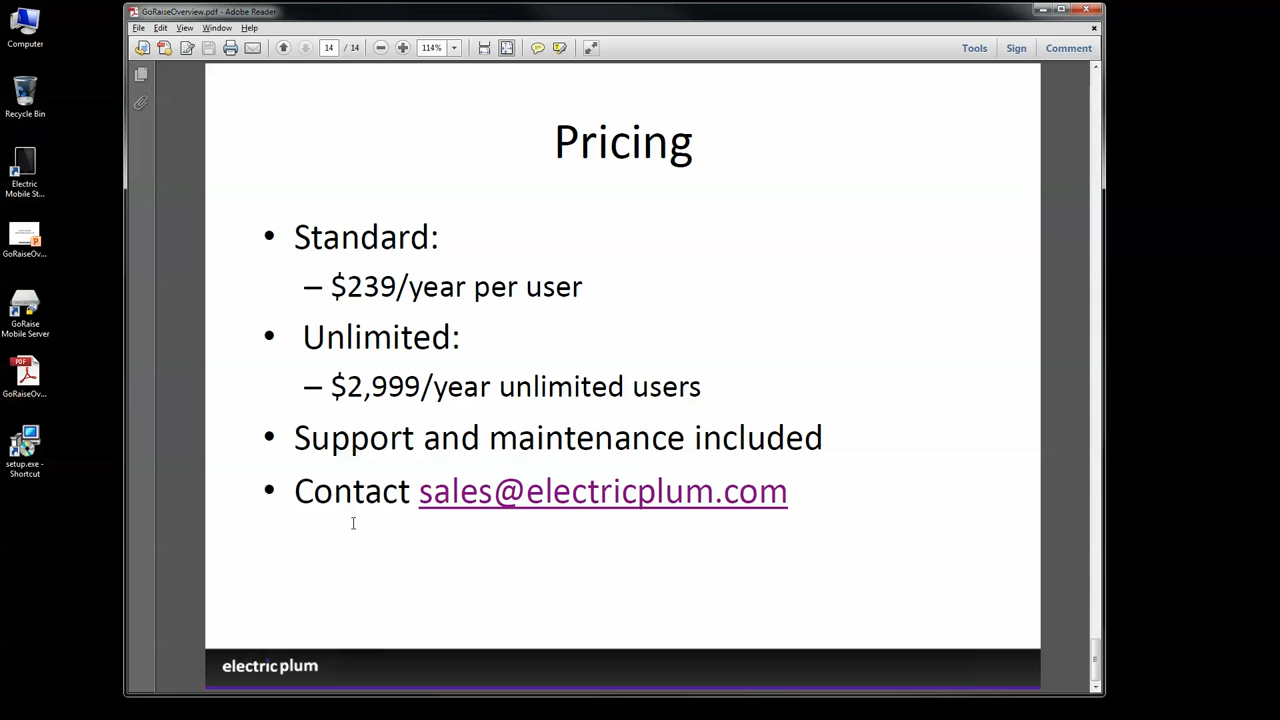 GoRaiseOverview.pdf - Adobe Reader
File Edit View Window Help
14 / 14 114% Tools Sign Comment
Computer
Recycle Bin
Electric
Mobile St...
GoRaiseOv...
GoRaise
Mobile Server
PDF
GoRaiseOv...
setup.exe -
Shortcut
Pricing
• Standard:
– $239/year per user
• Unlimited:
– $2,999/year unlimited users
• Support and maintenance included
• Contact sales@electricplum.com
electric plum